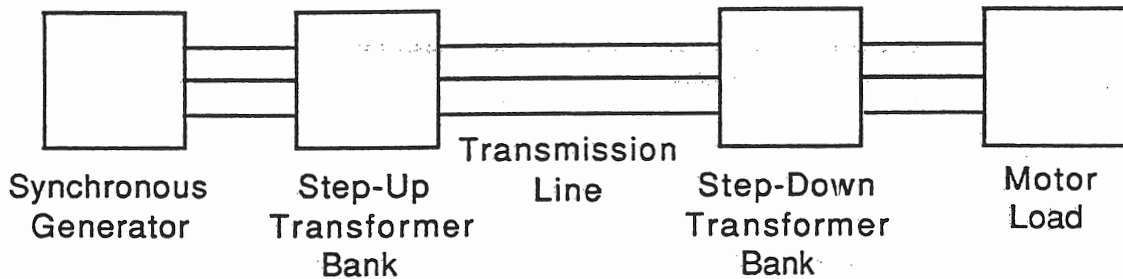 Synchronous
Generator
Step-Up
Transformer
Bank
Transmission
Line
Step-Down
Transformer
Bank
Motor
Load